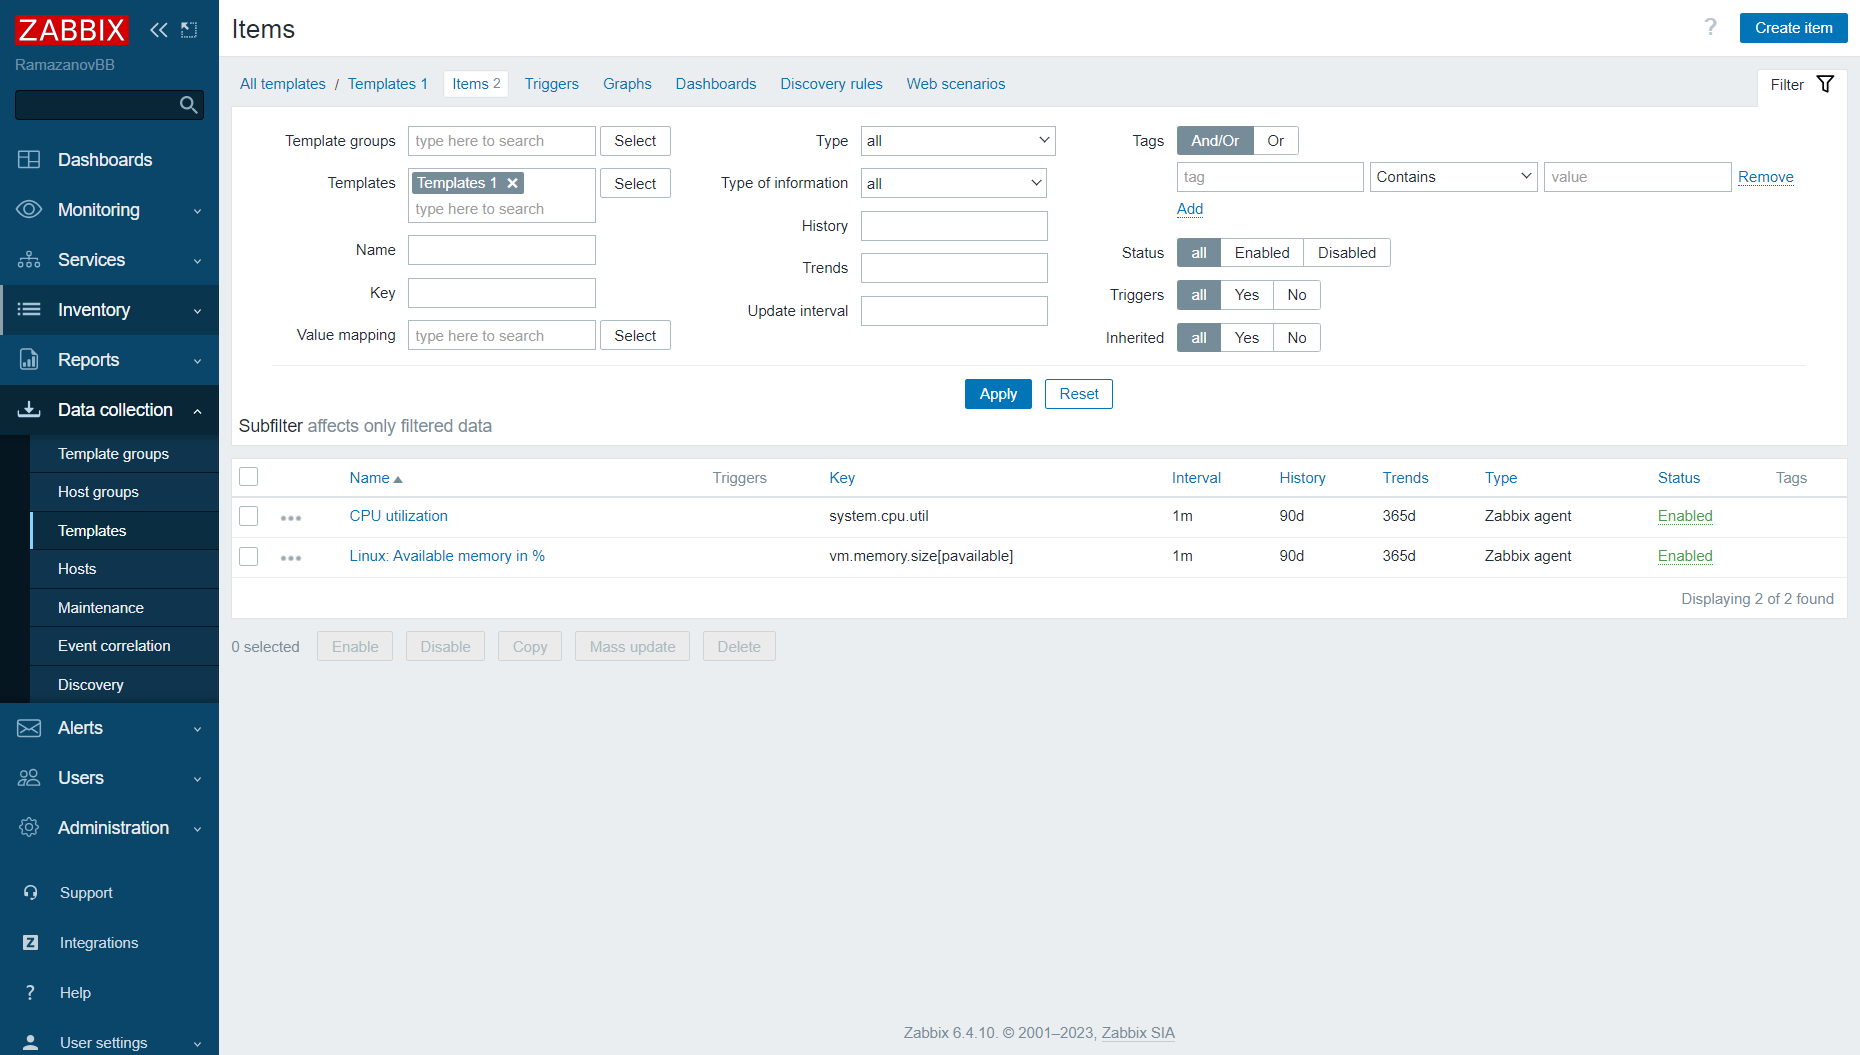 ZABBIX
RamazanovBB
Dashboards
Monitoring
Services
Inventory
Reports
Data collection
Template groups
Host groups
Templates
Hosts
Maintenance
Event correlation
Discovery
Alerts
Users
Administration
Support
Z Integrations
? Help
User settings
Items
? Create item
All templates / Templates 1 Items 2 Triggers Graphs Dashboards Discovery rules Web scenarios Filter
Template groups type here to search Select
Templates Templates 1 Select
type here to search
Name
Key
Value mapping type here to search Select
Type all
Type of information all
History
Trends
Update interval
Tags And/Or Or
tag Contains value Remove
Add
Status all Enabled Disabled
Triggers all Yes No
Inherited all Yes No
Apply Reset
Subfilter affects only filtered data
Name Triggers Key Interval History Trends Type Status Tags
CPU utilization system.cpu.util 1m 90d 365d Zabbix agent Enabled
Linux: Available memory in % vm.memory.size[pavailable] 1m 90d 365d Zabbix agent Enabled
Displaying 2 of 2 found
0 selected Enable Disable Copy Mass update Delete
Zabbix 6.4.10. © 2001–2023, Zabbix SIA